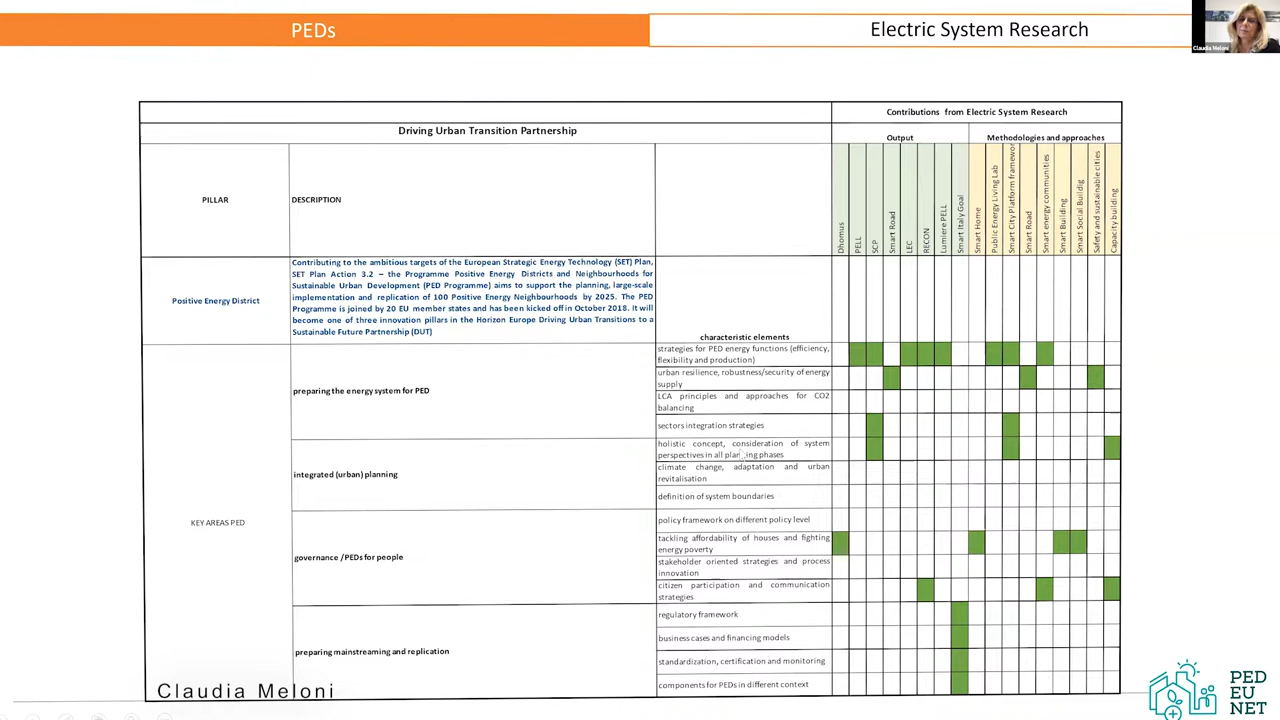 PEDs
Electric System Research
Claudia Meloni
Contributions from Electric System Research
Driving Urban Transition Partnership
Output
Methodologies and approaches
PILLAR
DESCRIPTION
Dhomus
PELL
SCP
Smart Road
LEC
RECON
Lumiere PELL
Smart Italy Goal
Smart Home
Public Energy Living Lab
Smart City Platform framewor
Smart Road
Smart energy communities
Smart Building
Smart Social Buildig
Safety and sustainable cities
Capacity building
Positive Energy District
Contributing to the ambitious targets of the European Strategic Energy Technology (SET) Plan,
SET Plan Action 3.2 – the Programme Positive Energy Districts and Neighbourhoods for
Sustainable Urban Development (PED Programme) aims to support the planning, large-scale
implementation and replication of 100 Positive Energy Neighbourhoods by 2025. The PED
Programme is joined by 20 EU member states and has been kicked off in October 2018. It will
become one of three innovation pillars in the Horizon Europe Driving Urban Transitions to a
Sustainable Future Partnership (DUT)
characteristic elements
KEY AREAS PED
preparing the energy system for PED
strategies for PED energy functions (efficiency,
flexibility and production)
urban resilience, robustness/security of energy
supply
LCA principles and approaches for CO2
balancing
sectors integration strategies
integrated (urban) planning
holistic concept, consideration of system
perspectives in all planning phases
climate change, adaptation and urban
revitalisation
definition of system boundaries
governance /PEDs for people
policy framework on different policy level
tackling affordability of houses and fighting
energy poverty
stakeholder oriented strategies and process
innovation
citizen participation and communication
strategies
preparing mainstreaming and replication
regulatory framework
business cases and financing models
standardization, certification and monitoring
components for PEDs in different context
Claudia Meloni
PED
EU
NET